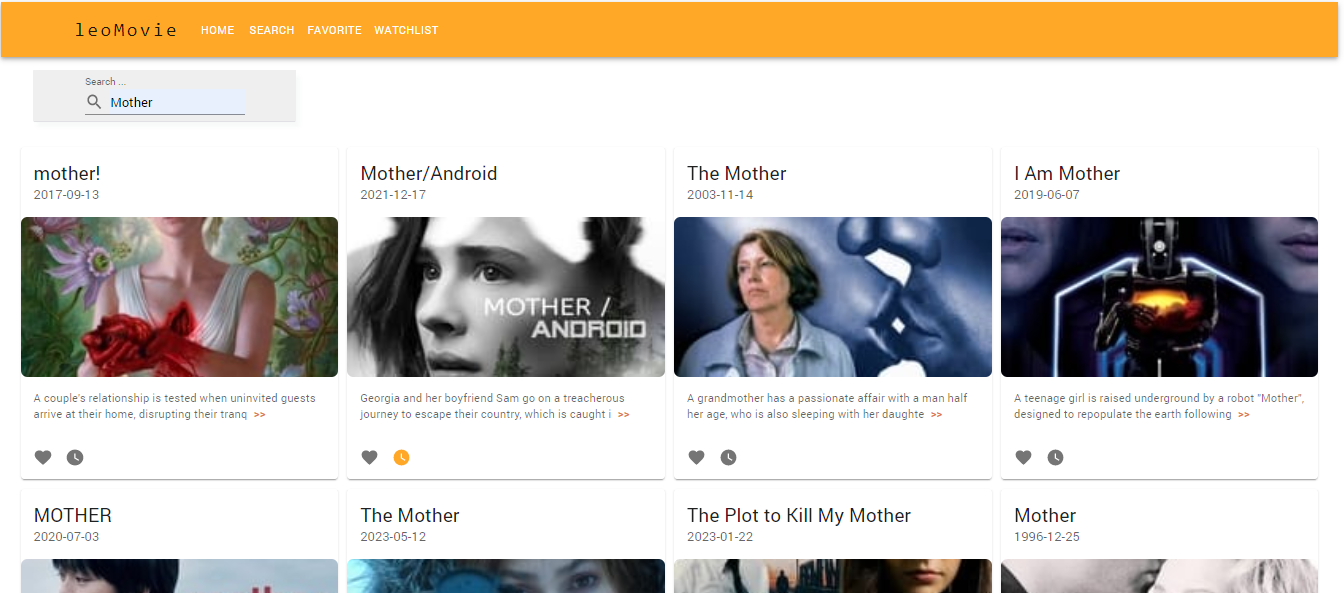 leoMovie HOME SEARCH FAVORITE WATCHLIST
Search ...
Mother
mother!
2017-09-13
A couple's relationship is tested when uninvited guests
arrive at their home, disrupting their tranq >>
Mother/Android
2021-12-17
MOTHER /
ANDROID
Georgia and her boyfriend Sam go on a treacherous
journey to escape their country, which is caught i >>
The Mother
2003-11-14
A grandmother has a passionate affair with a man half
her age, who is also sleeping with her daughte >>
I Am Mother
2019-06-07
A teenage girl is raised underground by a robot "Mother",
designed to repopulate the earth following >>
MOTHER
2020-07-03
The Mother
2023-05-12
The Plot to Kill My Mother
2023-01-22
Mother
1996-12-25